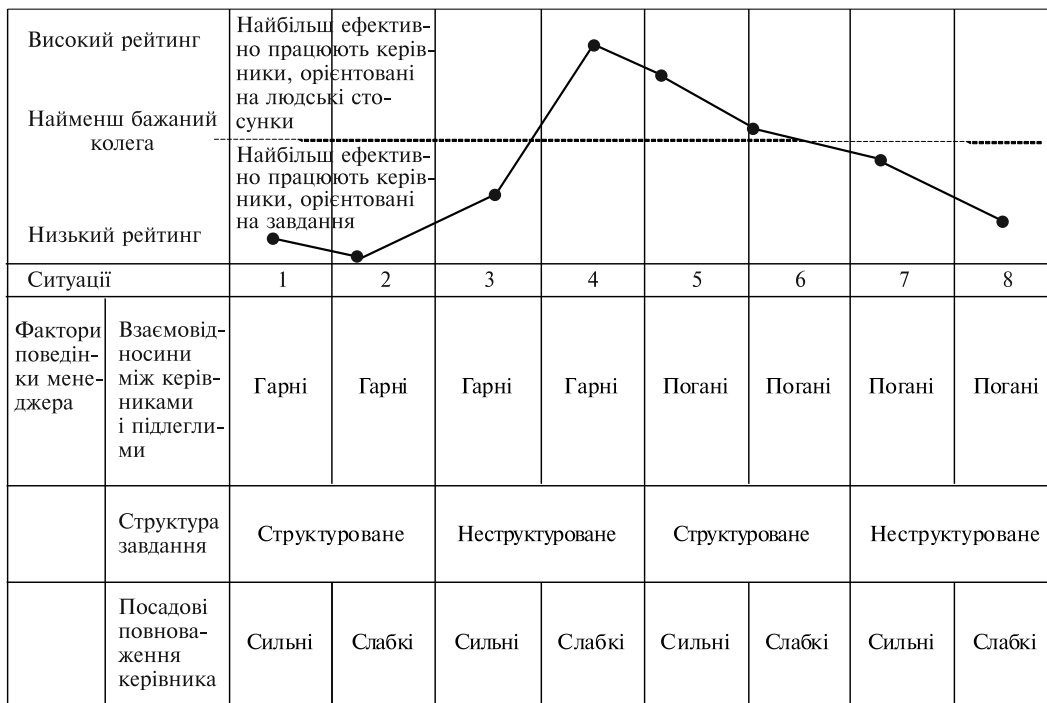 Високий рейтинг
Найбільш ефектив-
но працюють керів-
ники, орієнтовані
на людські сто-
сунки
Найменш бажаний
колега
Найбільш ефектив-
но працюють керів-
ники, орієнтовані
на завдання
Низький рейтинг
Ситуації 1 2 3 4 5 6 7 8
Фактори
поведін-
ки мене-
джера
Взаємовід-
носини
між керів-
никами
і підлегли-
ми
Гарні Гарні Гарні Гарні Погані Погані Погані Погані
Структура
завдання
Структуроване Неструктуроване Структуроване Неструктуроване
Посадові
повнова-
ження
керівника
Сильні Слабкі Сильні Слабкі Сильні Слабкі Сильні Слабкі